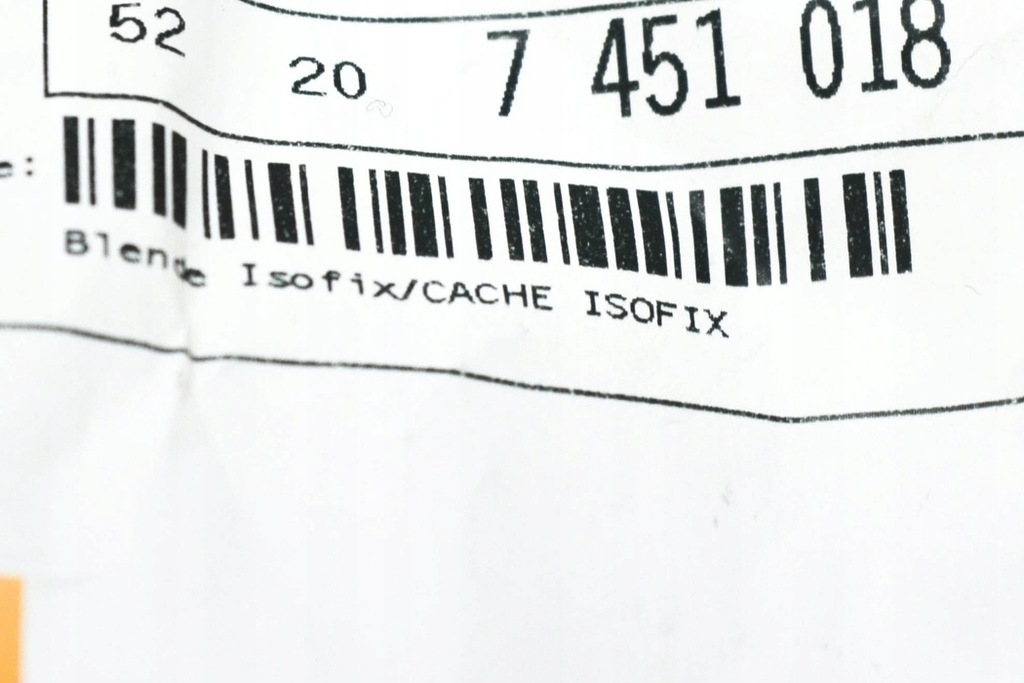 52 20 7 451 018
e:
Blende Isofix/CACHE ISOFIX